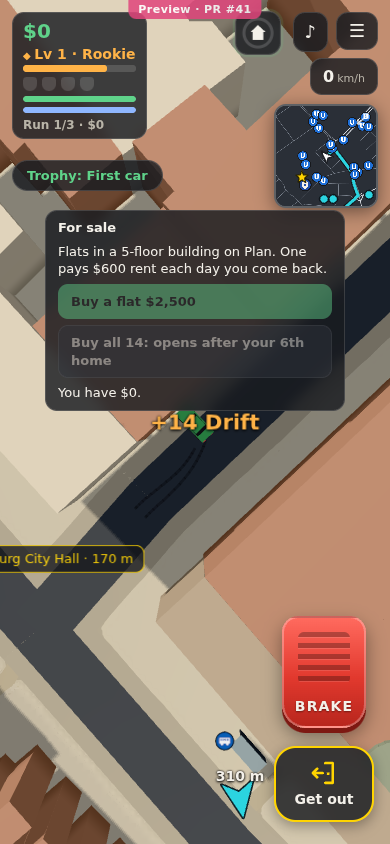 Preview · PR #41
$0
Lv 1 · Rookie
Run 1/3 · $0
0 km/h
Trophy: First car
For sale
Flats in a 5-floor building on Plan. One
pays $600 rent each day you come back.
Buy a flat $2,500
Buy all 14: opens after your 6th
home
You have $0.
+14 Drift
urg City Hall · 170 m
BRAKE
310 m
Get out